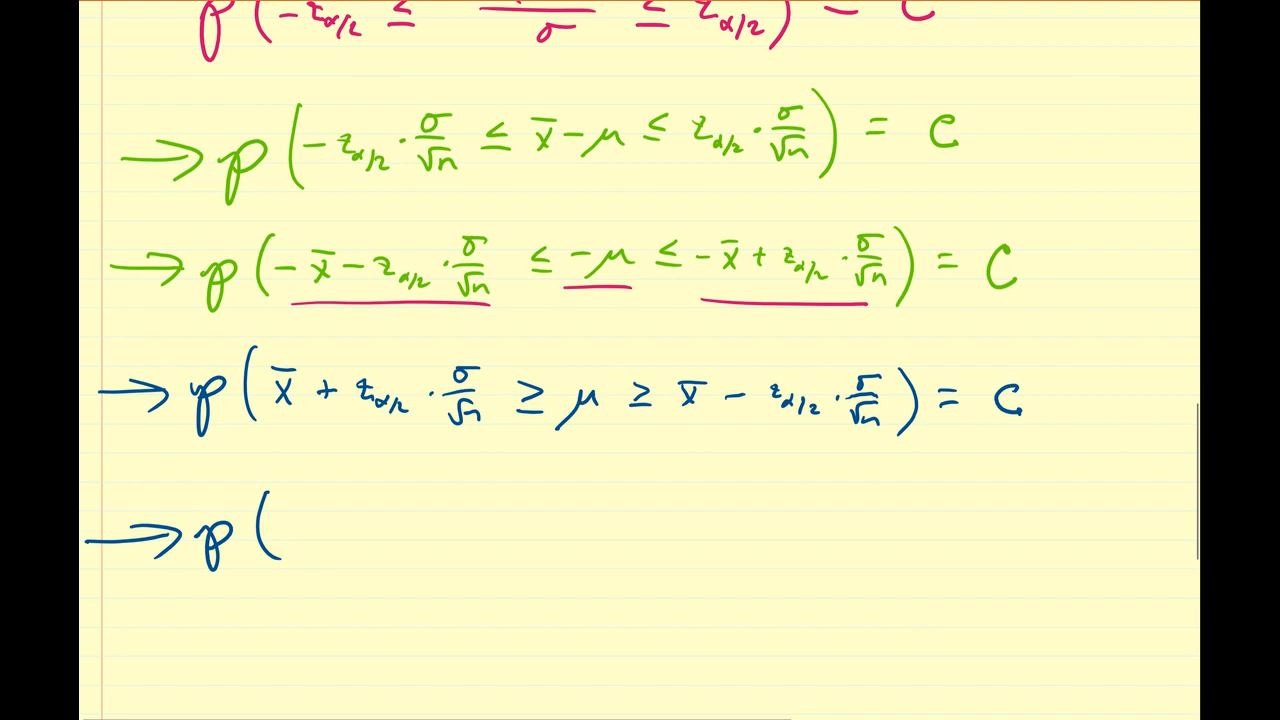 p(-z_{α/2} ≤ ―/σ ≤ z_{α/2}) = C
→ p(-z_{α/2} · σ/√n ≤ x̄ - μ ≤ z_{α/2} · σ/√n) = C
→ p(-x̄ - z_{α/2} · σ/√n ≤ -μ ≤ -x̄ + z_{α/2} · σ/√n) = C
→ p(x̄ + z_{α/2} · σ/√n ≥ μ ≥ x̄ - z_{α/2} · σ/√n) = C
→ p(